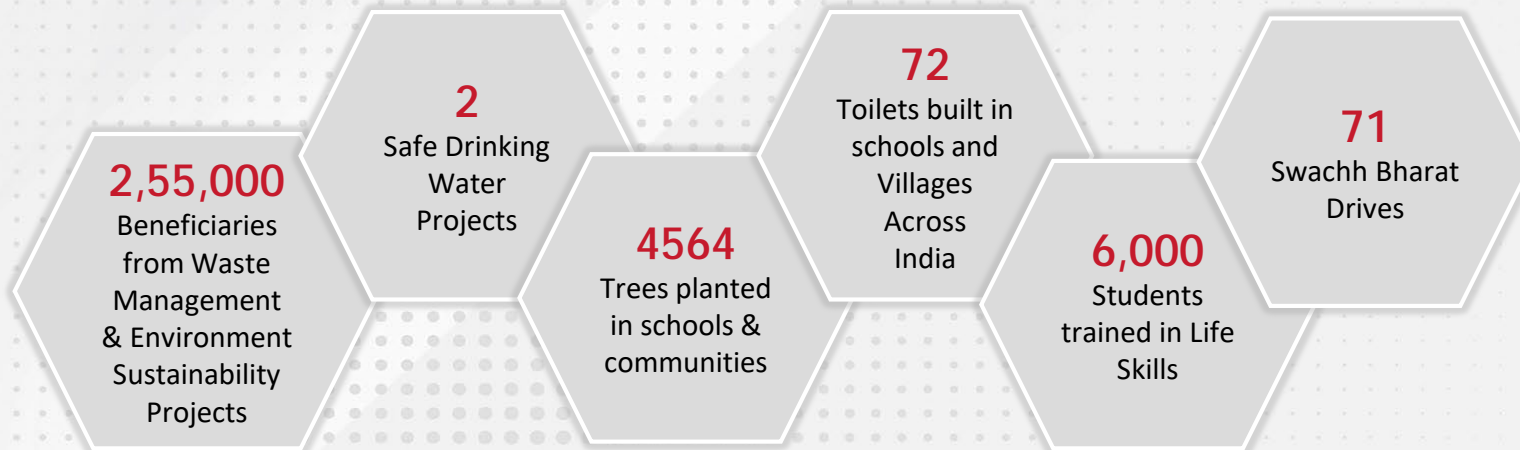 2,55,000
Beneficiaries
from Waste
Management
& Environment
Sustainability
Projects
2
Safe Drinking
Water
Projects
4564
Trees planted
in schools &
communities
72
Toilets built in
schools and
Villages
Across
India
6,000
Students
trained in Life
Skills
71
Swachh Bharat
Drives